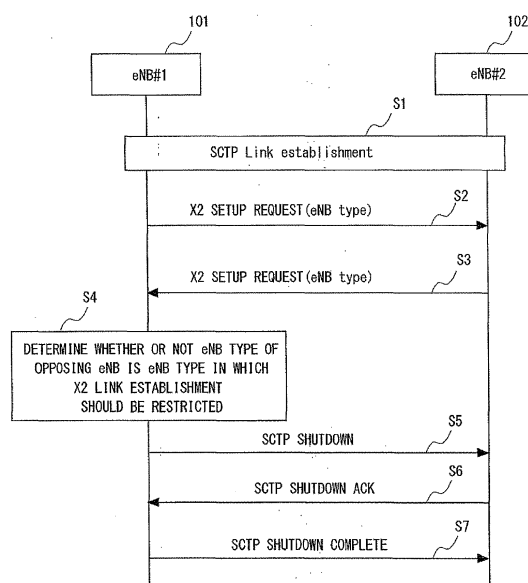 101
102
eNB#1
eNB#2
S1
SCTP Link establishment
X2 SETUP REQUEST(eNB type)
S2
X2 SETUP REQUEST(eNB type)
S3
S4
DETERMINE WHETHER OR NOT eNB TYPE OF
OPPOSING eNB IS eNB TYPE IN WHICH
X2 LINK ESTABLISHMENT
SHOULD BE RESTRICTED
SCTP SHUTDOWN
S5
SCTP SHUTDOWN ACK
S6
SCTP SHUTDOWN COMPLETE
S7